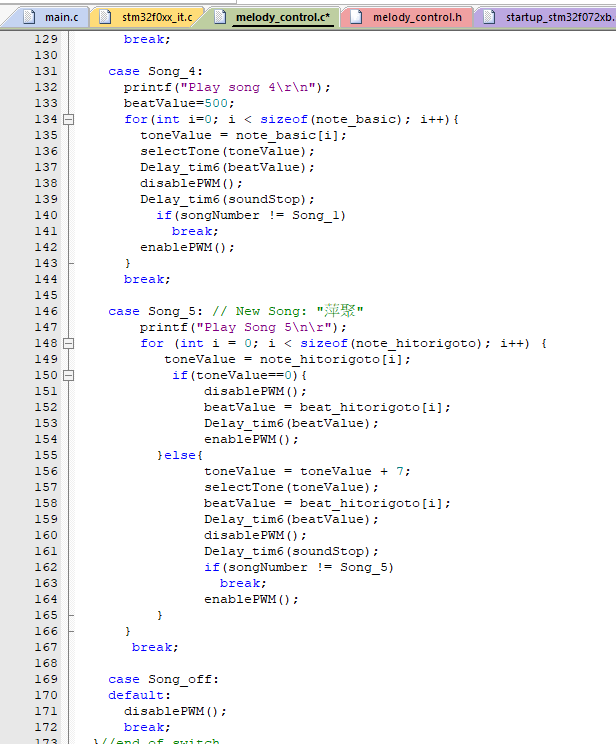 main.c stm32f0xx_it.c melody_control.c* melody_control.h startup_stm32f072xb.
129 break;
130
131 case Song_4:
132 printf("Play song 4\r\n");
133 beatValue=500;
134 for(int i=0; i < sizeof(note_basic); i++){
135 toneValue = note_basic[i];
136 selectTone(toneValue);
137 Delay_tim6(beatValue);
138 disablePWM();
139 Delay_tim6(soundStop);
140 if(songNumber != Song_1)
141 break;
142 enablePWM();
143 }
144 break;
145
146 case Song_5: // New Song: "萍聚"
147 printf("Play Song 5\n\r");
148 for (int i = 0; i < sizeof(note_hitorigoto); i++) {
149 toneValue = note_hitorigoto[i];
150 if(toneValue==0){
151 disablePWM();
152 beatValue = beat_hitorigoto[i];
153 Delay_tim6(beatValue);
154 enablePWM();
155 }else{
156 toneValue = toneValue + 7;
157 selectTone(toneValue);
158 beatValue = beat_hitorigoto[i];
159 Delay_tim6(beatValue);
160 disablePWM();
161 Delay_tim6(soundStop);
162 if(songNumber != Song_5)
163 break;
164 enablePWM();
165 }
166 }
167 break;
168
169 case Song_off:
170 default:
171 disablePWM();
172 break;
173 }//end of switch